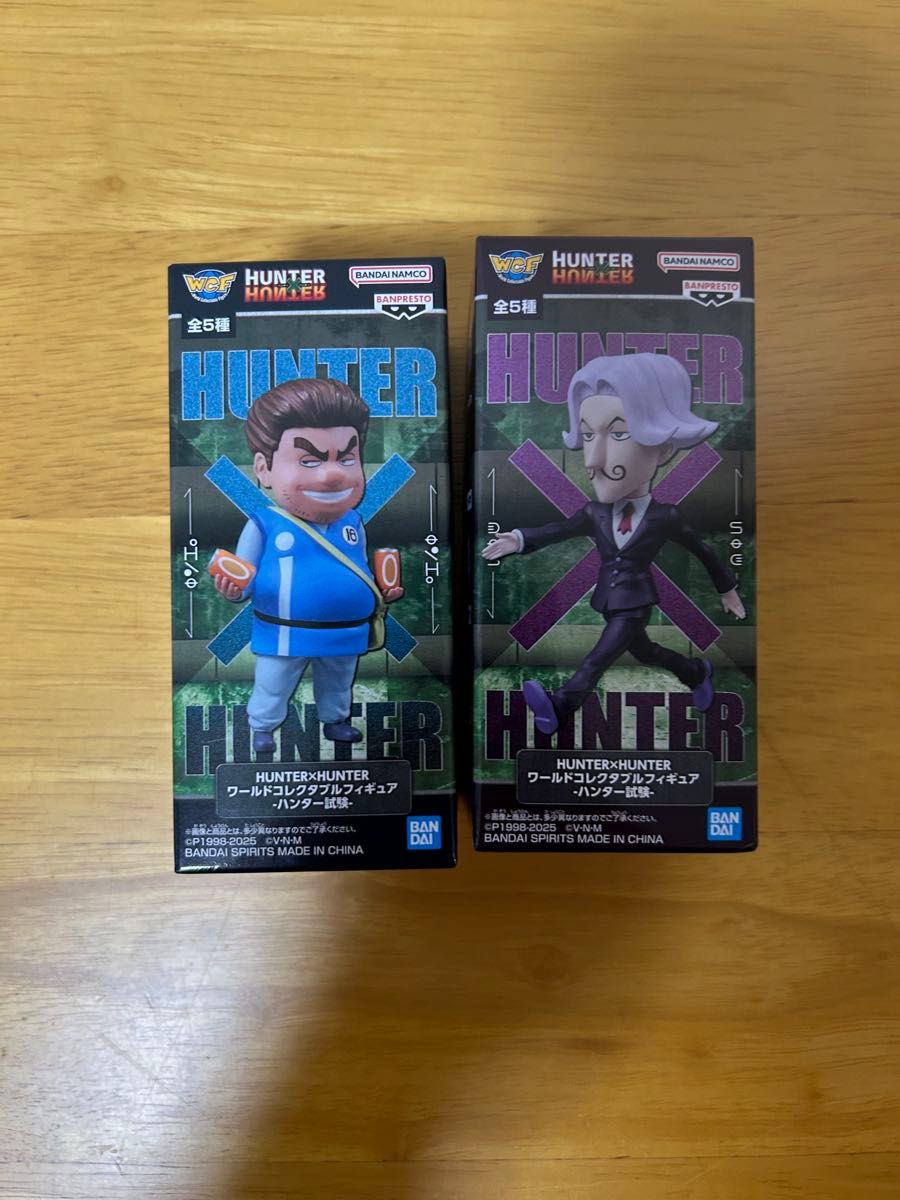 WCF
HUNTER
HUNTER
BANDAI NAMCO
BANPRESTO
全5種
HUNTER
16
HUNTER
HUNTER×HUNTER
ワールドコレクタブルフィギュア
-ハンター試験-
※画像と商品とは、多少異なりますのでご了承ください。
©P1998-2025 ©V・N・M
BANDAI SPIRITS MADE IN CHINA
BAN
DAI
WCF
HUNTER
HUNTER
BANDAI NAMCO
BANPRESTO
全5種
HUNTER
HUNTER
HUNTER×HUNTER
ワールドコレクタブルフィギュア
-ハンター試験-
※画像と商品とは、多少異なりますのでご了承ください。
©P1998-2025 ©V・N・M
BANDAI SPIRITS MADE IN CHINA
BAN
DAI